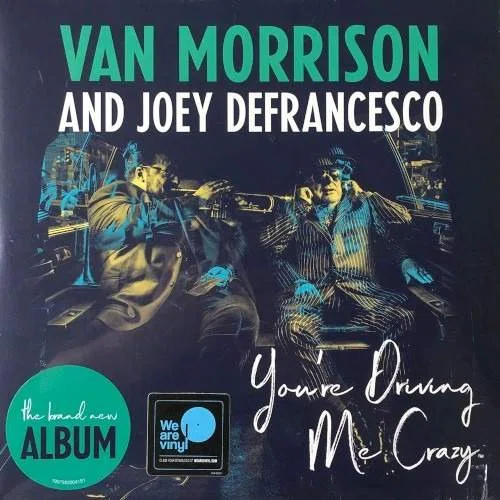 VAN MORRISON
AND JOEY DEFRANCESCO
You're Driving
Me Crazy
the brand new
ALBUM
We
are
vinyl